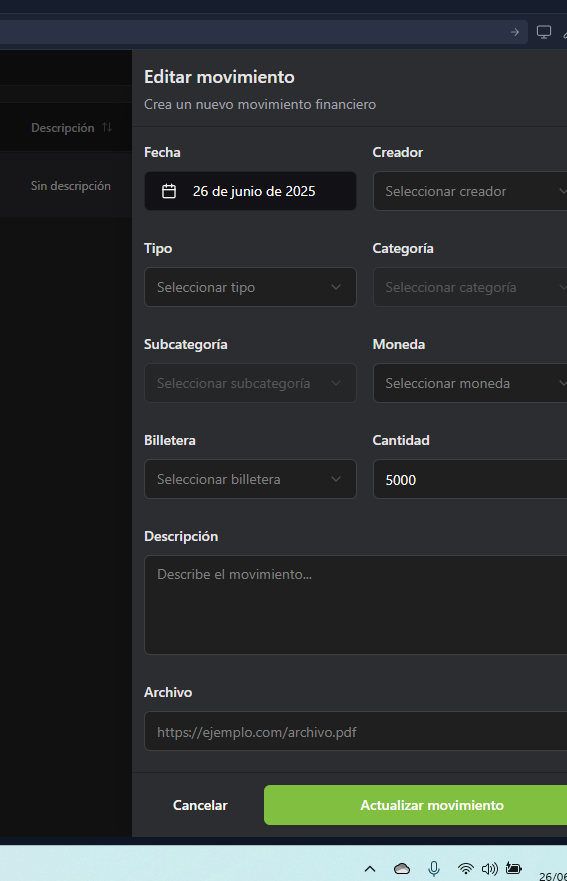 Editar movimiento
Crea un nuevo movimiento financiero
Descripción
Sin descripción
Fecha Creador
26 de junio de 2025 Seleccionar creador
Tipo Categoría
Seleccionar tipo Seleccionar categoría
Subcategoría Moneda
Seleccionar subcategoría Seleccionar moneda
Billetera Cantidad
Seleccionar billetera 5000
Descripción
Describe el movimiento...
Archivo
https://ejemplo.com/archivo.pdf
Cancelar Actualizar movimiento
26/06